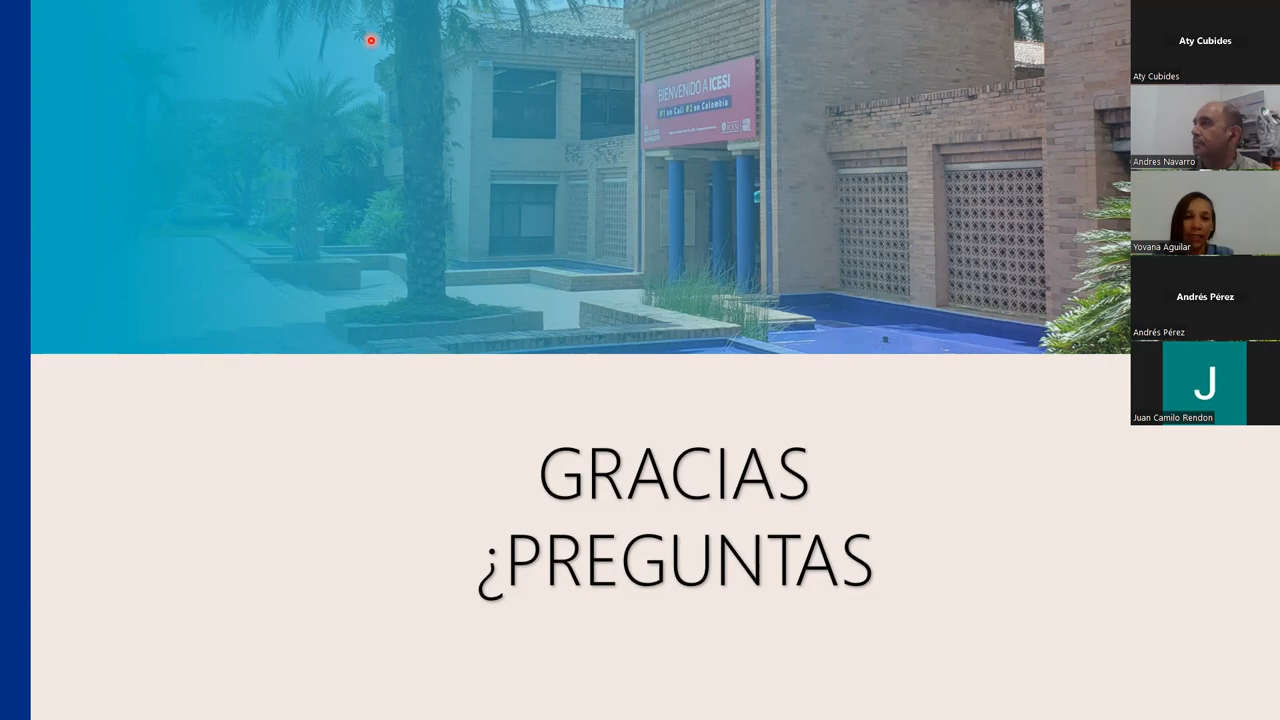 BIENVENIDO A ICESI
#1 en Cali #2 en Colombia
ICESI
GRACIAS
¿PREGUNTAS
Aty Cubides
Aty Cubides
Andres Navarro
Yovana Aguilar
Andrés Pérez
Andrés Pérez
J
Juan Camilo Rendon